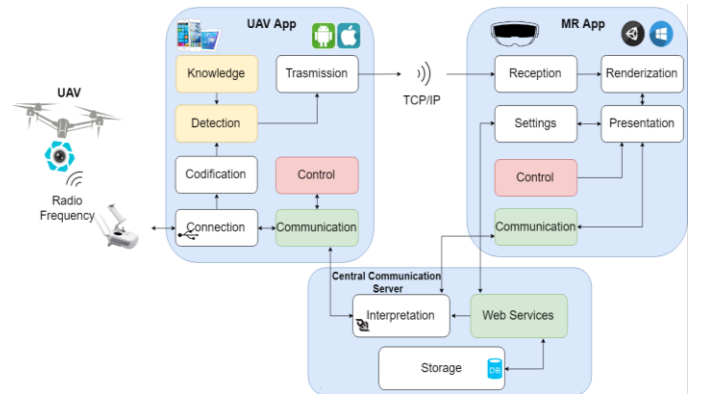 UAV App
MR App
Knowledge
Trasmission
Reception
Renderization
UAV
TCP/IP
Detection
Settings
Presentation
Codification
Control
Control
Radio
Frequency
Connection
Communication
Communication
Central Communication
Server
Interpretation
Web Services
Storage
DB